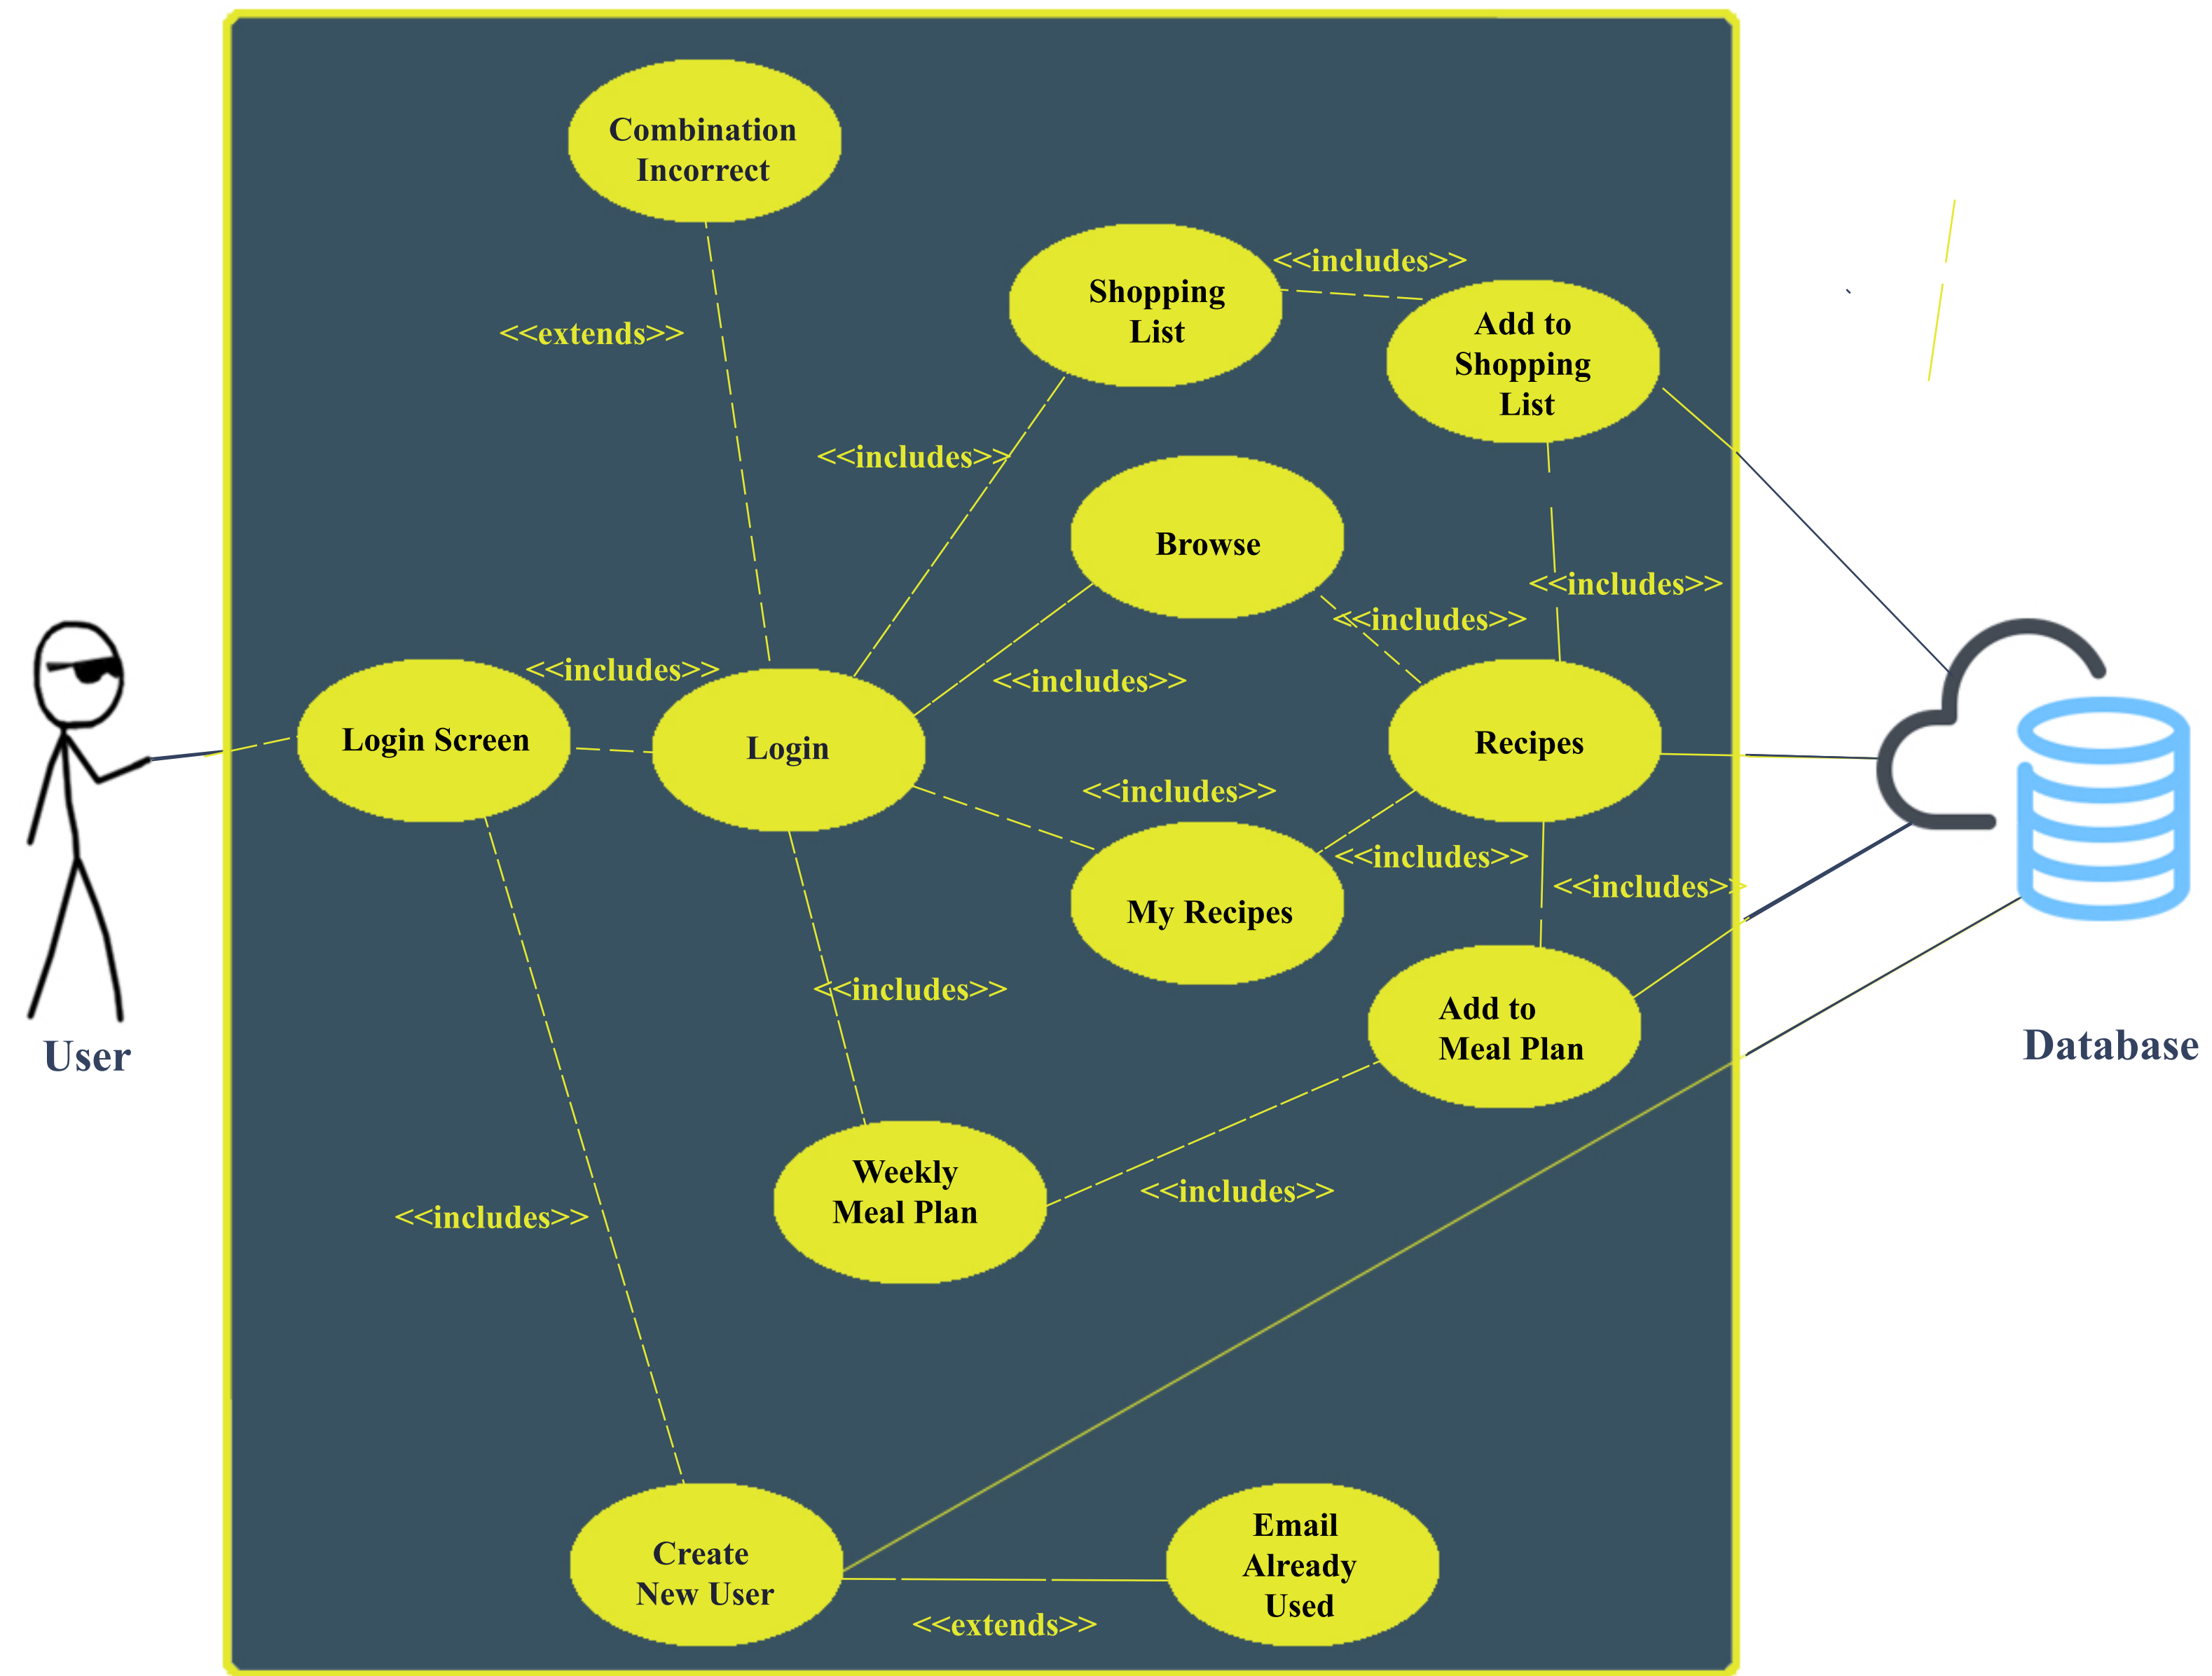 Combination
Incorrect
<<extends>>
Shopping
List
<<includes>>
Add to
Shopping
List
<<includes>>
Browse
<<includes>>
<<includes>>
<<includes>>
Login Screen
<<includes>>
Login
<<includes>>
Recipes
<<includes>>
<<includes>>
<<includes>>
My Recipes
<<includes>>
Add to
Meal Plan
User
Database
Weekly
Meal Plan
<<includes>>
<<includes>>
Create
New User
<<extends>>
Email
Already
Used